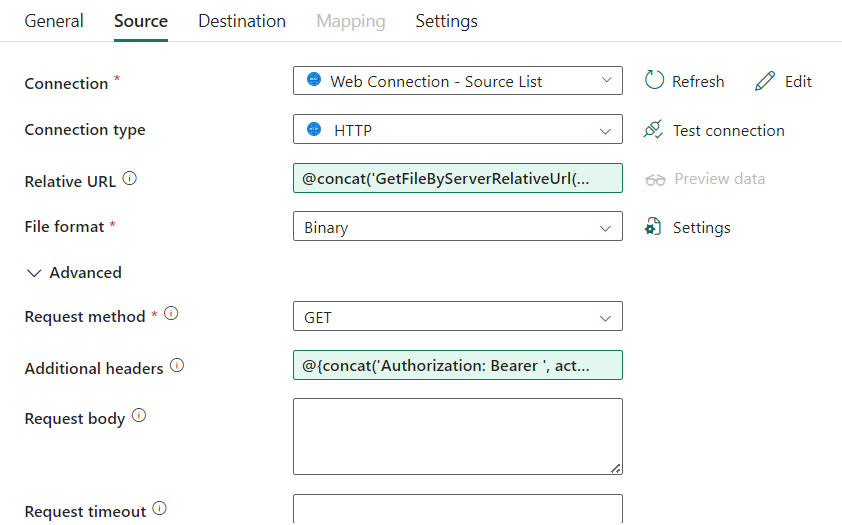 General Source Destination Mapping Settings
Connection * Web Connection - Source List Refresh Edit
Connection type HTTP Test connection
Relative URL @concat('GetFileByServerRelativeUrl(... Preview data
File format * Binary Settings
Advanced
Request method * GET
Additional headers @{concat('Authorization: Bearer ', act...
Request body
Request timeout